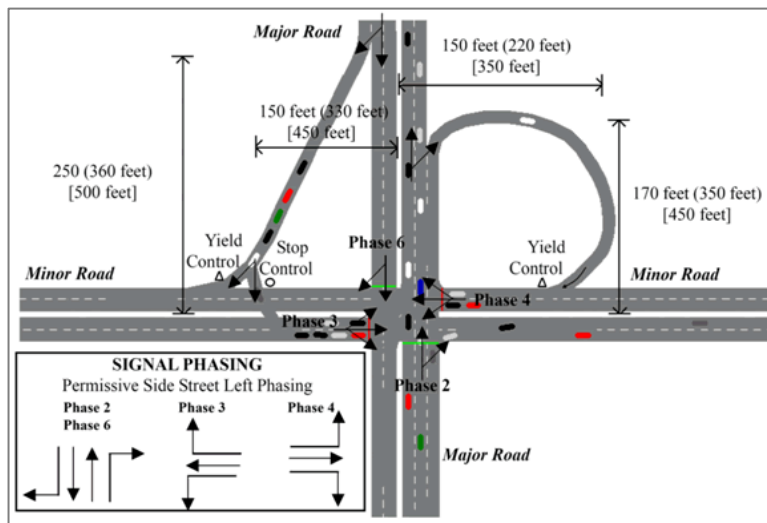 Major Road
150 feet (220 feet)
[350 feet]
150 feet (330 feet)
[450 feet]
250 (360 feet)
[500 feet]
170 feet (350 feet)
[450 feet]
Yield
Control
Stop
Control
Phase 6
Yield
Control
Minor Road
Minor Road
Phase 4
Phase 3
Phase 2
SIGNAL PHASING
Permissive Side Street Left Phasing
Phase 2
Phase 6
Phase 3
Phase 4
Major Road